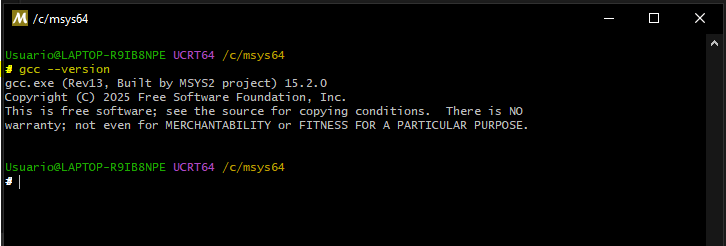 M /c/msys64
Usuario@LAPTOP-R9IB8NPE UCRT64 /c/msys64
# gcc --version
gcc.exe (Rev13, Built by MSYS2 project) 15.2.0
Copyright (C) 2025 Free Software Foundation, Inc.
This is free software; see the source for copying conditions.  There is NO
warranty; not even for MERCHANTABILITY or FITNESS FOR A PARTICULAR PURPOSE.
Usuario@LAPTOP-R9IB8NPE UCRT64 /c/msys64
#